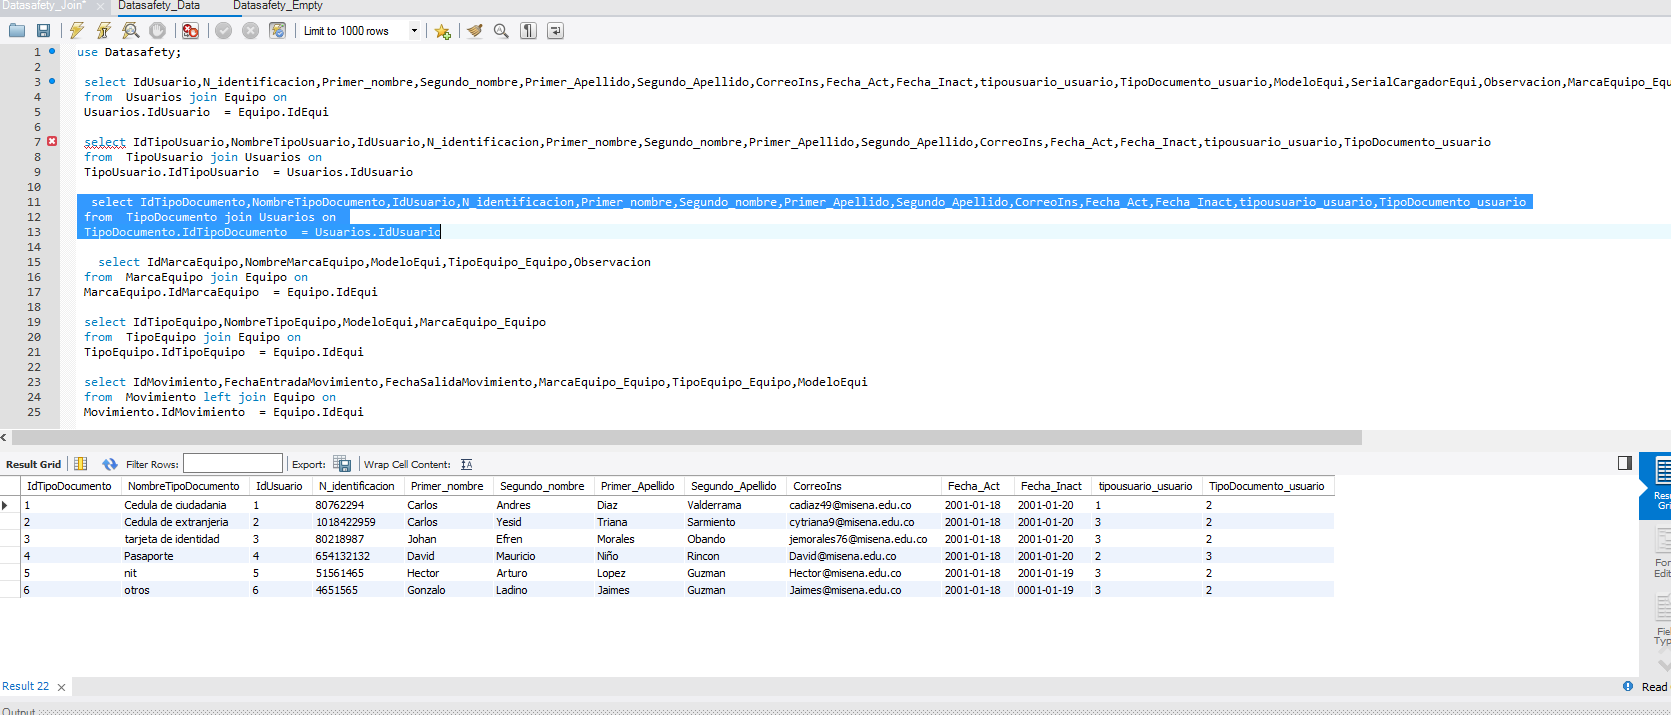 Datasafety_Join* Datasafety_Data Datasafety_Empty
Limit to 1000 rows
1 use Datasafety;
2
3 select IdUsuario,N_identificacion,Primer_nombre,Segundo_nombre,Primer_Apellido,Segundo_Apellido,CorreoIns,Fecha_Act,Fecha_Inact,tipousuario_usuario,TipoDocumento_usuario,ModeloEqui,SerialCargadorEqui,Observacion,MarcaEquipo_Equ
4 from Usuarios join Equipo on
5 Usuarios.IdUsuario = Equipo.IdEqui
6
7 select IdTipoUsuario,NombreTipoUsuario,IdUsuario,N_identificacion,Primer_nombre,Segundo_nombre,Primer_Apellido,Segundo_Apellido,CorreoIns,Fecha_Act,Fecha_Inact,tipousuario_usuario,TipoDocumento_usuario
8 from TipoUsuario join Usuarios on
9 TipoUsuario.IdTipoUsuario = Usuarios.IdUsuario
10
11 select IdTipoDocumento,NombreTipoDocumento,IdUsuario,N_identificacion,Primer_nombre,Segundo_nombre,Primer_Apellido,Segundo_Apellido,CorreoIns,Fecha_Act,Fecha_Inact,tipousuario_usuario,TipoDocumento_usuario
12 from TipoDocumento join Usuarios on
13 TipoDocumento.IdTipoDocumento = Usuarios.IdUsuario
14
15 select IdMarcaEquipo,NombreMarcaEquipo,ModeloEqui,TipoEquipo_Equipo,Observacion
16 from MarcaEquipo join Equipo on
17 MarcaEquipo.IdMarcaEquipo = Equipo.IdEqui
18
19 select IdTipoEquipo,NombreTipoEquipo,ModeloEqui,MarcaEquipo_Equipo
20 from TipoEquipo join Equipo on
21 TipoEquipo.IdTipoEquipo = Equipo.IdEqui
22
23 select IdMovimiento,FechaEntradaMovimiento,FechaSalidaMovimiento,MarcaEquipo_Equipo,TipoEquipo_Equipo,ModeloEqui
24 from Movimiento left join Equipo on
25 Movimiento.IdMovimiento = Equipo.IdEqui
Result Grid Filter Rows: Export: Wrap Cell Content:
IdTipoDocumento NombreTipoDocumento IdUsuario N_identificacion Primer_nombre Segundo_nombre Primer_Apellido Segundo_Apellido CorreoIns Fecha_Act Fecha_Inact tipousuario_usuario TipoDocumento_usuario
1 Cedula de ciudadania 1 80762294 Carlos Andres Diaz Valderrama cadiaz49@misena.edu.co 2001-01-18 2001-01-20 1 2
2 Cedula de extranjeria 2 1018422959 Carlos Yesid Triana Sarmiento cytriana9@misena.edu.co 2001-01-18 2001-01-20 3 2
3 tarjeta de identidad 3 80218987 Johan Efren Morales Obando jemorales76@misena.edu.co 2001-01-18 2001-01-20 3 2
4 Pasaporte 4 654132132 David Mauricio Niño Rincon David@misena.edu.co 2001-01-18 2001-01-20 2 3
5 nit 5 51561465 Hector Arturo Lopez Guzman Hector@misena.edu.co 2001-01-18 2001-01-19 3 2
6 otros 6 4651565 Gonzalo Ladino Jaimes Guzman Jaimes@misena.edu.co 2001-01-18 0001-01-19 3 2
Resu
Gri
For
Edit
Fiel
Typ
Result 22
Read
Output